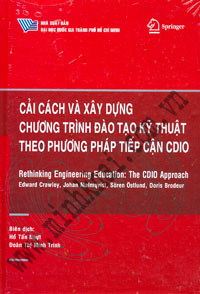 NHÀ XUẤT BẢN
ĐẠI HỌC QUỐC GIA THÀNH PHỐ HỒ CHÍ MINH
Springer
CẢI CÁCH VÀ XÂY DỰNG
CHƯƠNG TRÌNH ĐÀO TẠO KỸ THUẬT
THEO PHƯƠNG PHÁP TIẾP CẬN CDIO
Rethinking Engineering Education: The CDIO Approach
Edward Crawley, Johan Malmqvist, Sören Östlund, Doris Brodeur
Biên dịch:
Hồ Tấn Nhựt
Đoàn Thị Minh Trinh